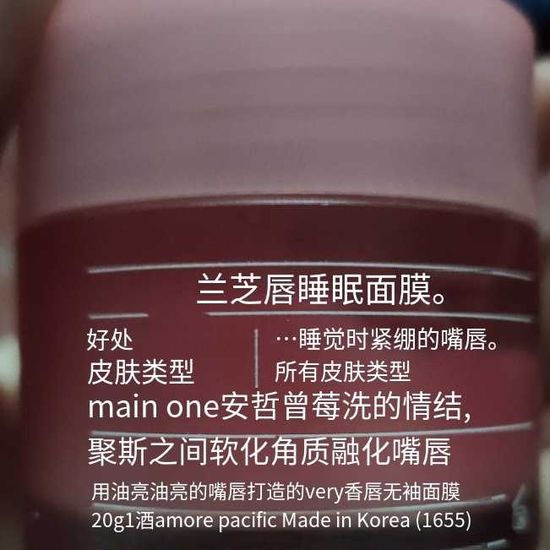 兰芝唇睡眠面膜。
好处 …睡觉时紧绷的嘴唇。
皮肤类型 所有皮肤类型
main one安哲曾莓洗的情结,
聚斯之间软化角质融化嘴唇
用油亮油亮的嘴唇打造的very香唇无袖面膜
20g1酒amore pacific Made in Korea (1655)